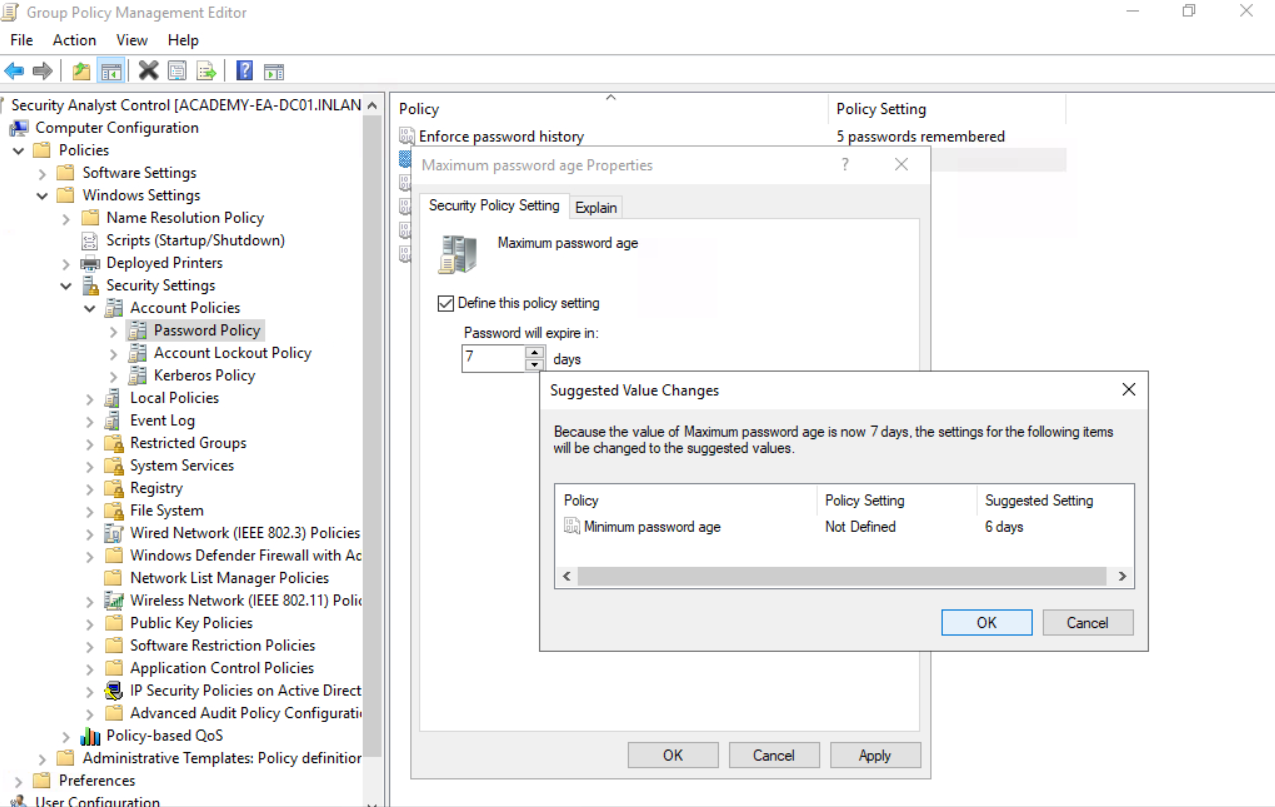 Group Policy Management Editor
File Action View Help
Security Analyst Control [ACADEMY-EA-DC01.INLAN
Computer Configuration
Policies
Software Settings
Windows Settings
Name Resolution Policy
Scripts (Startup/Shutdown)
Deployed Printers
Security Settings
Account Policies
Password Policy
Account Lockout Policy
Kerberos Policy
Local Policies
Event Log
Restricted Groups
System Services
Registry
File System
Wired Network (IEEE 802.3) Policies
Windows Defender Firewall with Ac
Network List Manager Policies
Wireless Network (IEEE 802.11) Polic
Public Key Policies
Software Restriction Policies
Application Control Policies
IP Security Policies on Active Direct
Advanced Audit Policy Configuratio
Policy-based QoS
Administrative Templates: Policy definition
Preferences
User Configuration
Policy Policy Setting
Enforce password history 5 passwords remembered
Maximum password age Properties
Security Policy Setting Explain
Maximum password age
Define this policy setting
Password will expire in:
7 days
Suggested Value Changes
Because the value of Maximum password age is now 7 days, the settings for the following items
will be changed to the suggested values.
Policy Policy Setting Suggested Setting
Minimum password age Not Defined 6 days
OK Cancel
OK Cancel Apply